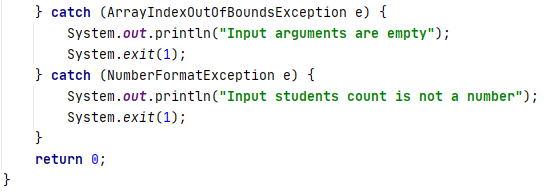 } catch (ArrayIndexOutOfBoundsException e) {
System.out.println("Input arguments are empty");
System.exit(1);
} catch (NumberFormatException e) {
System.out.println("Input students count is not a number");
System.exit(1);
}
return 0;
}